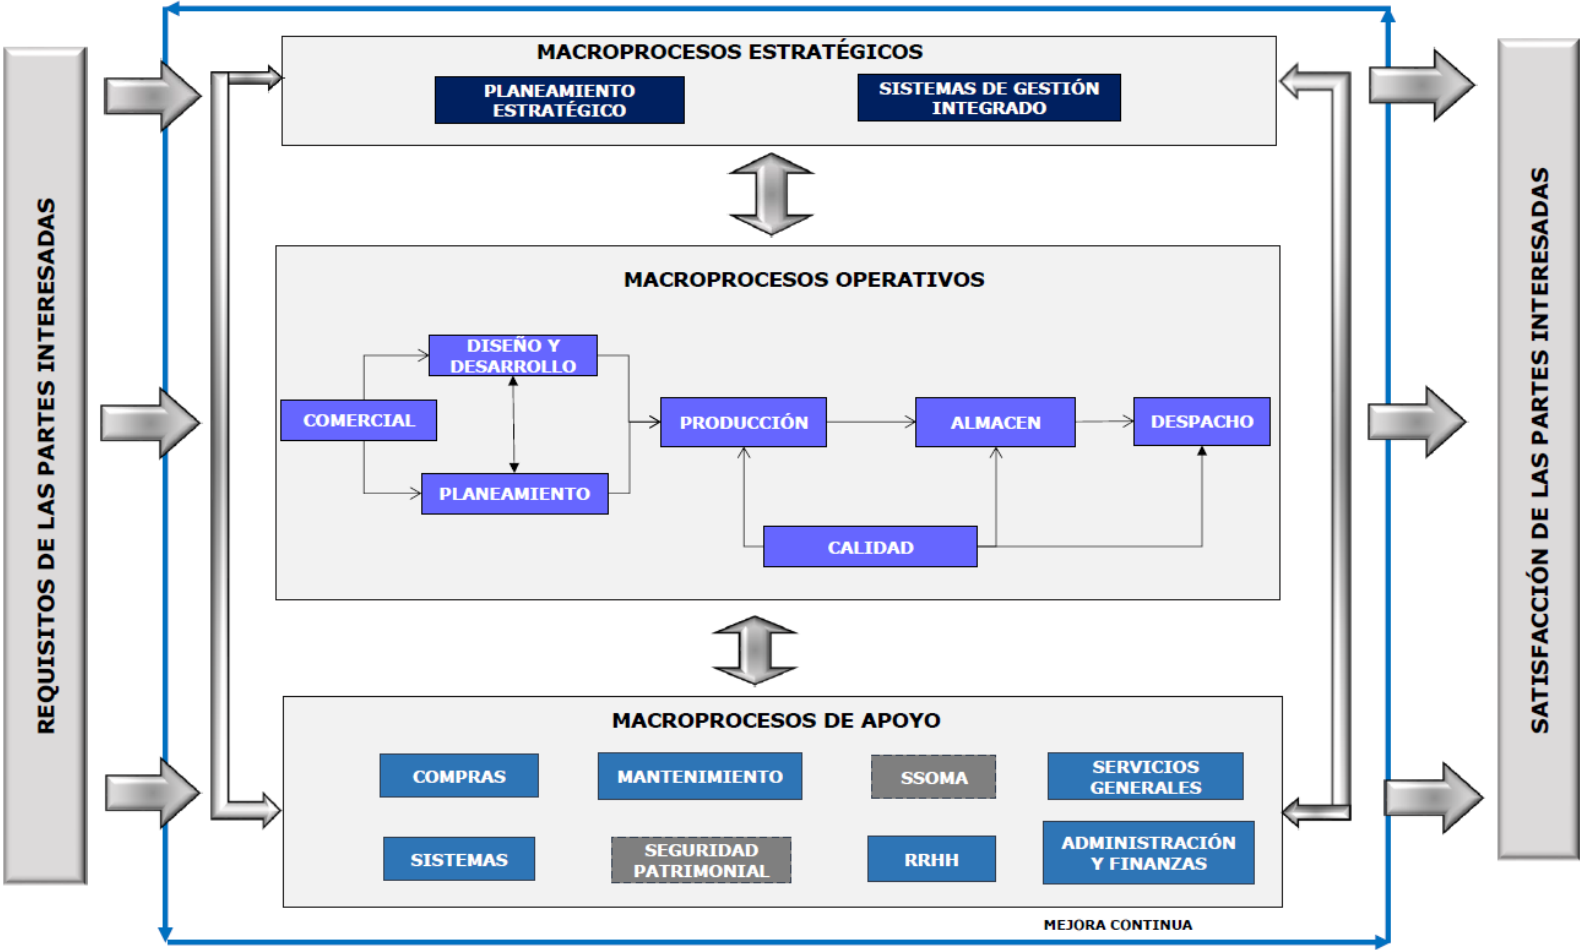 REQUISITOS DE LAS PARTES INTERESADAS
MACROPROCESOS ESTRATÉGICOS
PLANEAMIENTO
ESTRATÉGICO
SISTEMAS DE GESTIÓN
INTEGRADO
MACROPROCESOS OPERATIVOS
COMERCIAL
DISEÑO Y
DESARROLLO
PLANEAMIENTO
PRODUCCIÓN
ALMACEN
DESPACHO
CALIDAD
MACROPROCESOS DE APOYO
COMPRAS
MANTENIMIENTO
SSOMA
SERVICIOS
GENERALES
SISTEMAS
SEGURIDAD
PATRIMONIAL
RRHH
ADMINISTRACIÓN
Y FINANZAS
MEJORA CONTINUA
SATISFACCIÓN DE LAS PARTES INTERESADAS